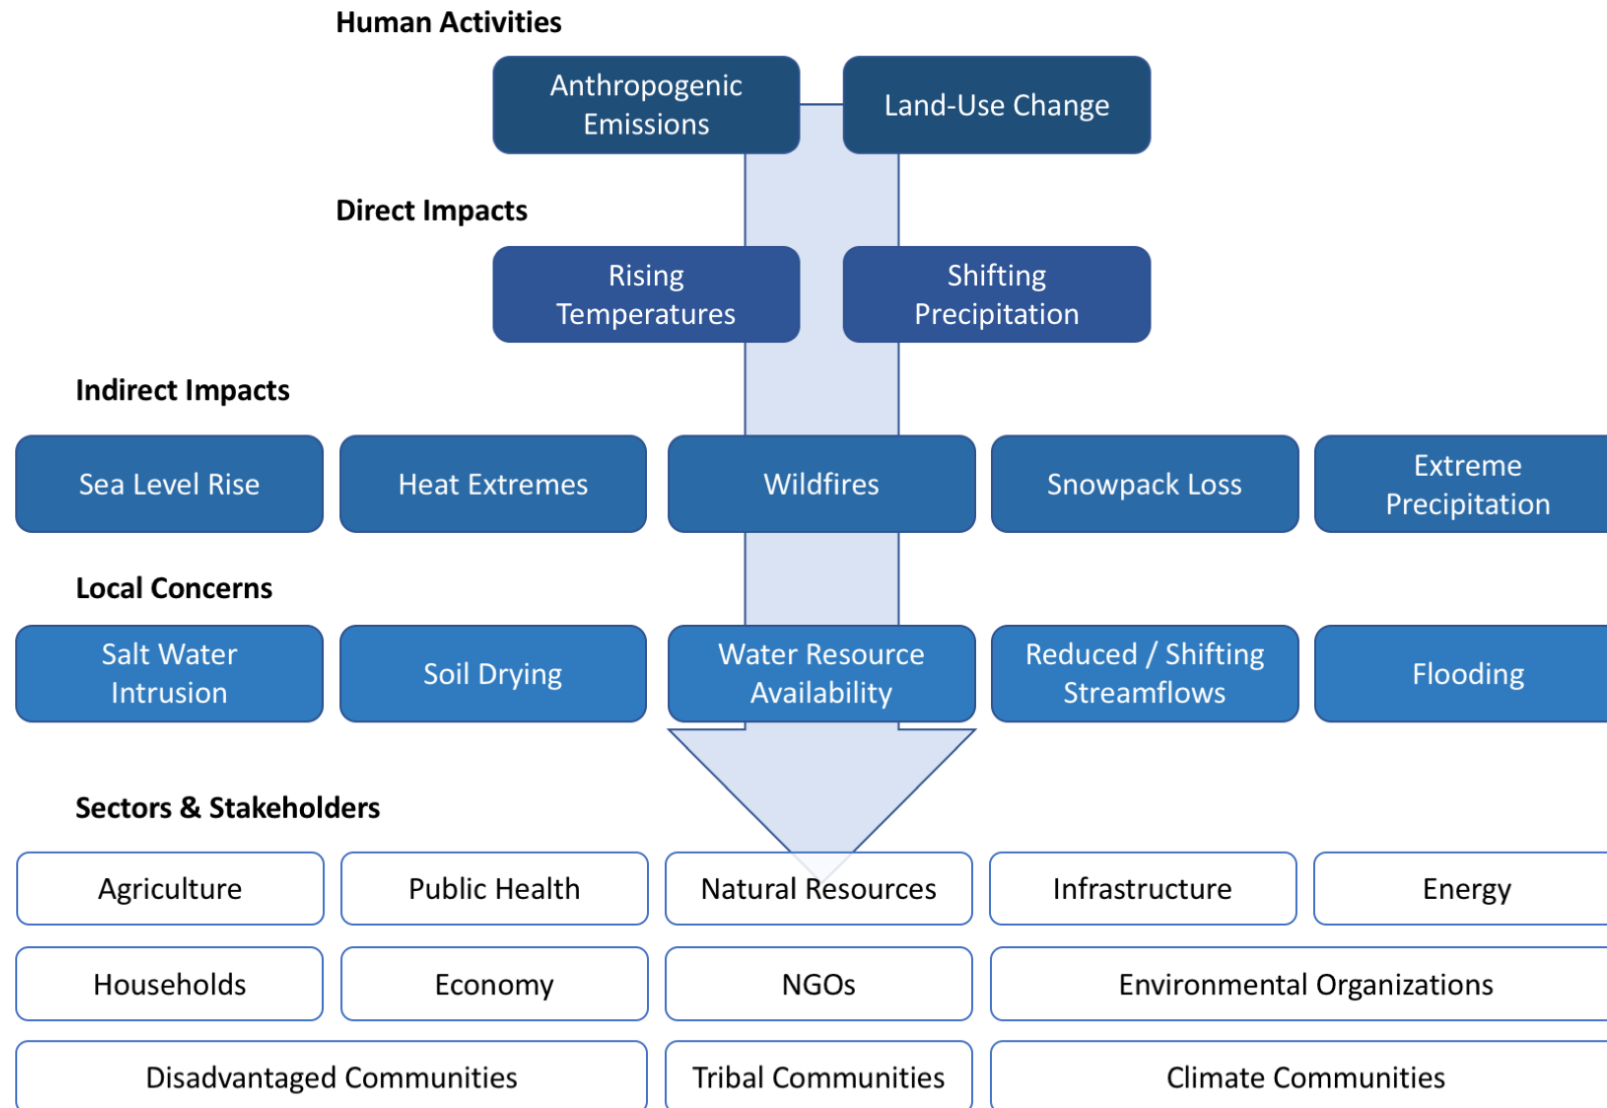 Human Activities
Anthropogenic
Emissions
Land-Use Change
Direct Impacts
Rising
Temperatures
Shifting
Precipitation
Indirect Impacts
Sea Level Rise
Heat Extremes
Wildfires
Snowpack Loss
Extreme
Precipitation
Local Concerns
Salt Water
Intrusion
Soil Drying
Water Resource
Availability
Reduced / Shifting
Streamflows
Flooding
Sectors & Stakeholders
Agriculture
Public Health
Natural Resources
Infrastructure
Energy
Households
Economy
NGOs
Environmental Organizations
Disadvantaged Communities
Tribal Communities
Climate Communities